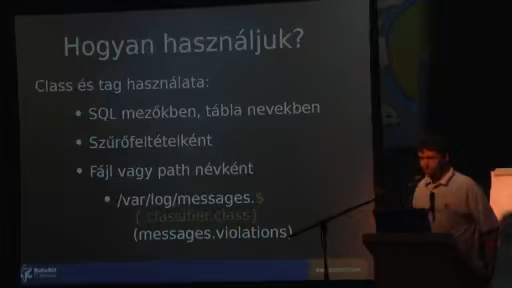 Hogyan használjuk?
Class és tag használata:
• SQL mezőkben, tábla nevekben
• Szűrőfeltételként
• Fájl vagy path névként
• /var/log/messages.$
{.classifier.class}
(messages.violations)
BalaBit